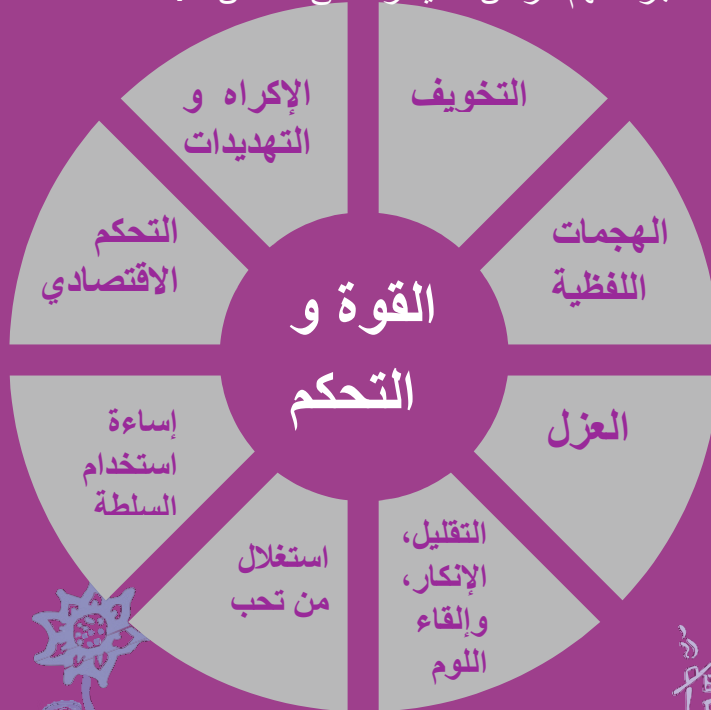 القوة و
التحكم
التخويف
الهجمات
اللفظية
العزل
التقليل،
الإنكار،
وإلقاء
اللوم
استغلال
من تحب
إساءة
استخدام
السلطة
التحكم
الاقتصادي
الإكراه و
التهديدات